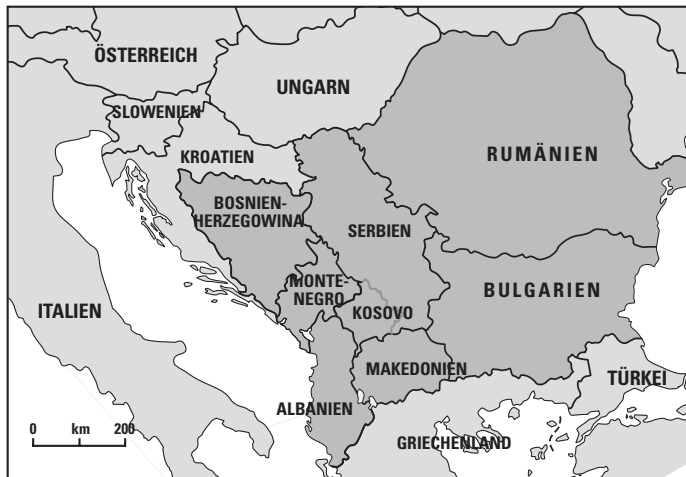 ÖSTERREICH
UNGARN
SLOWENIEN
KROATIEN
RUMÄNIEN
BOSNIEN-
HERZEGOWINA
SERBIEN
MONTE-
NEGRO
KOSOVO
BULGARIEN
ITALIEN
MAKEDONIEN
TÜRKEI
ALBANIEN
GRIECHENLAND
0 km 200